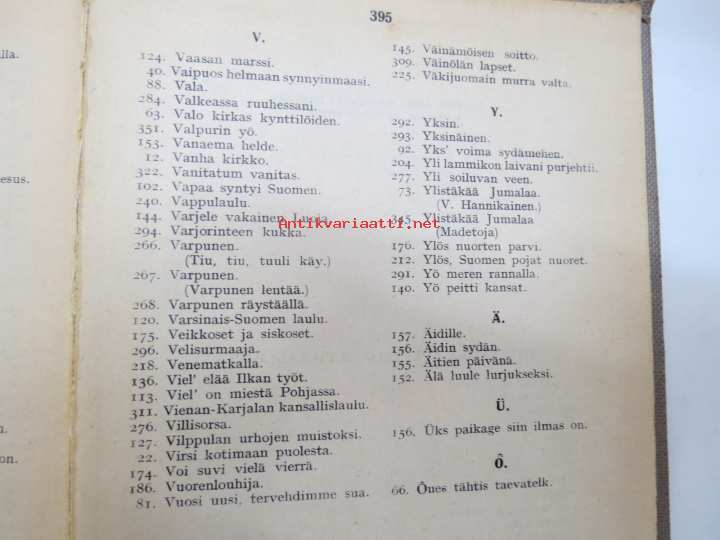 395
V.
124. Vaasan marssi.
40. Vaipuos helmaan synnyinmaasi.
88. Vala.
284. Valkeassa ruuhessani.
63. Valo kirkas kynttilöiden.
351. Valpurin yö.
153. Vanaema helde.
12. Vanha kirkko.
322. Vanitatum vanitas.
102. Vapaa syntyi Suomen.
240. Vappulaulu.
144. Varjele vakainen Luoja.
294. Varjorinteen kukka.
266. Varpunen.
(Tiu, tiu, tuuli käy.)
267. Varpunen.
(Varpunen lentää.)
268. Varpunen räystäällä.
120. Varsinais-Suomen laulu.
175. Veikkoset ja siskoset.
296. Velisurmaaja.
218. Venematkalla.
136. Viel' elää Ilkan työt.
113. Viel' on miestä Pohjassa.
311. Vienan-Karjalan kansallislaulu.
276. Villisorsa.
127. Vilppulan urhojen muistoksi.
22. Virsi kotimaan puolesta.
174. Voi suvi vielä vierrä.
186. Vuorenlouhija.
81. Vuosi uusi, tervehdimme sua.
145. Väinämöisen soitto.
309. Väinölän lapset.
225. Väkijuomain murra valta.
Y.
292. Yksin.
293. Yksinäinen.
92. Yks' voima sydämehen.
204. Yli lammikon laivani purjehtii.
277. Yli soiluvan veen.
73. Ylistäkää Jumalaa.
(V. Hannikainen.)
345. Ylistäkää Jumalaa
(Madetoja)
176. Ylös nuorten parvi.
212. Ylös, Suomen pojat nuoret.
291. Yö meren rannalla.
140. Yö peitti kansat.
Ä.
157. Äidille.
156. Äidin sydän.
155. Äitien päivänä.
152. Älä luule lurjukseksi.
Ü.
156. Üks paikage siin ilmas on.
Ô.
66. Ôues tähtis taevatelk.
lla.
esus.
n.
on.
Antikvariaatti.net